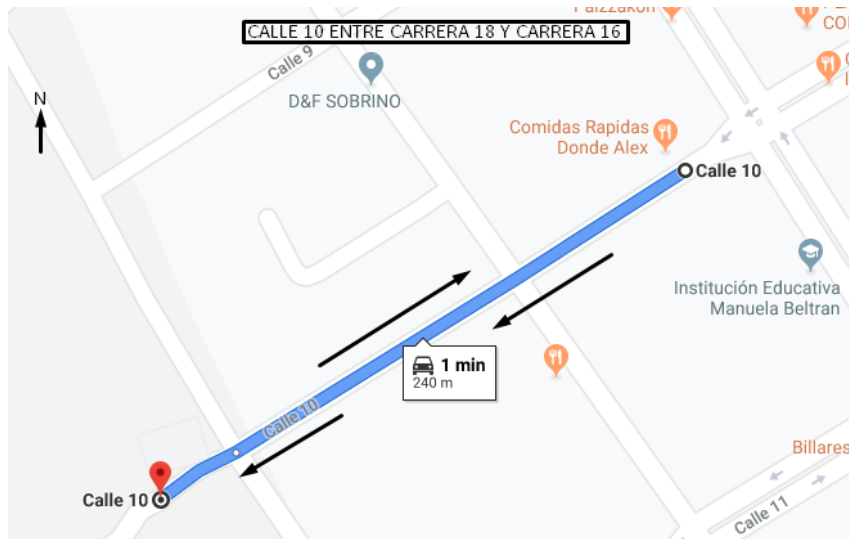 Paizzakon
CALLE 10 ENTRE CARRERA 18 Y CARRERA 16
Calle 9
N
D&F SOBRINO
Comidas Rapidas
Donde Alex
Calle 10
Institución Educativa
Manuela Beltran
1 min
240 m
Calle 10
Billares
Calle 10
Calle 11